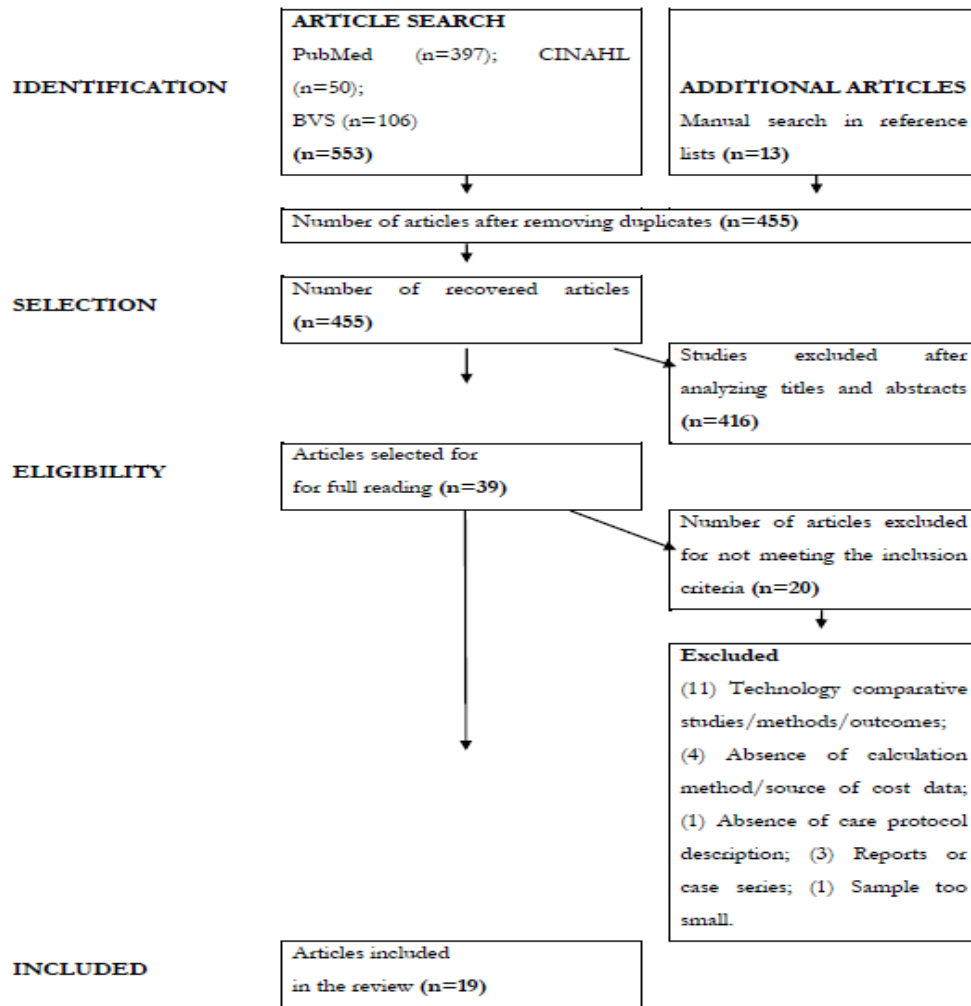 IDENTIFICATION
ARTICLE SEARCH
PubMed (n=397); CINAHL
(n=50);
BVS (n=106)
(n=553)
ADDITIONAL ARTICLES
Manual search in reference
lists (n=13)
Number of articles after removing duplicates (n=455)
SELECTION
Number of recovered articles
(n=455)
Studies excluded after
analyzing titles and abstracts
(n=416)
ELIGIBILITY
Articles selected for
for full reading (n=39)
Number of articles excluded
for not meeting the inclusion
criteria (n=20)
Excluded
(11) Technology comparative
studies/methods/outcomes;
(4) Absence of calculation
method/source of cost data;
(1) Absence of care protocol
description; (3) Reports or
case series; (1) Sample too
small.
INCLUDED
Articles included
in the review (n=19)